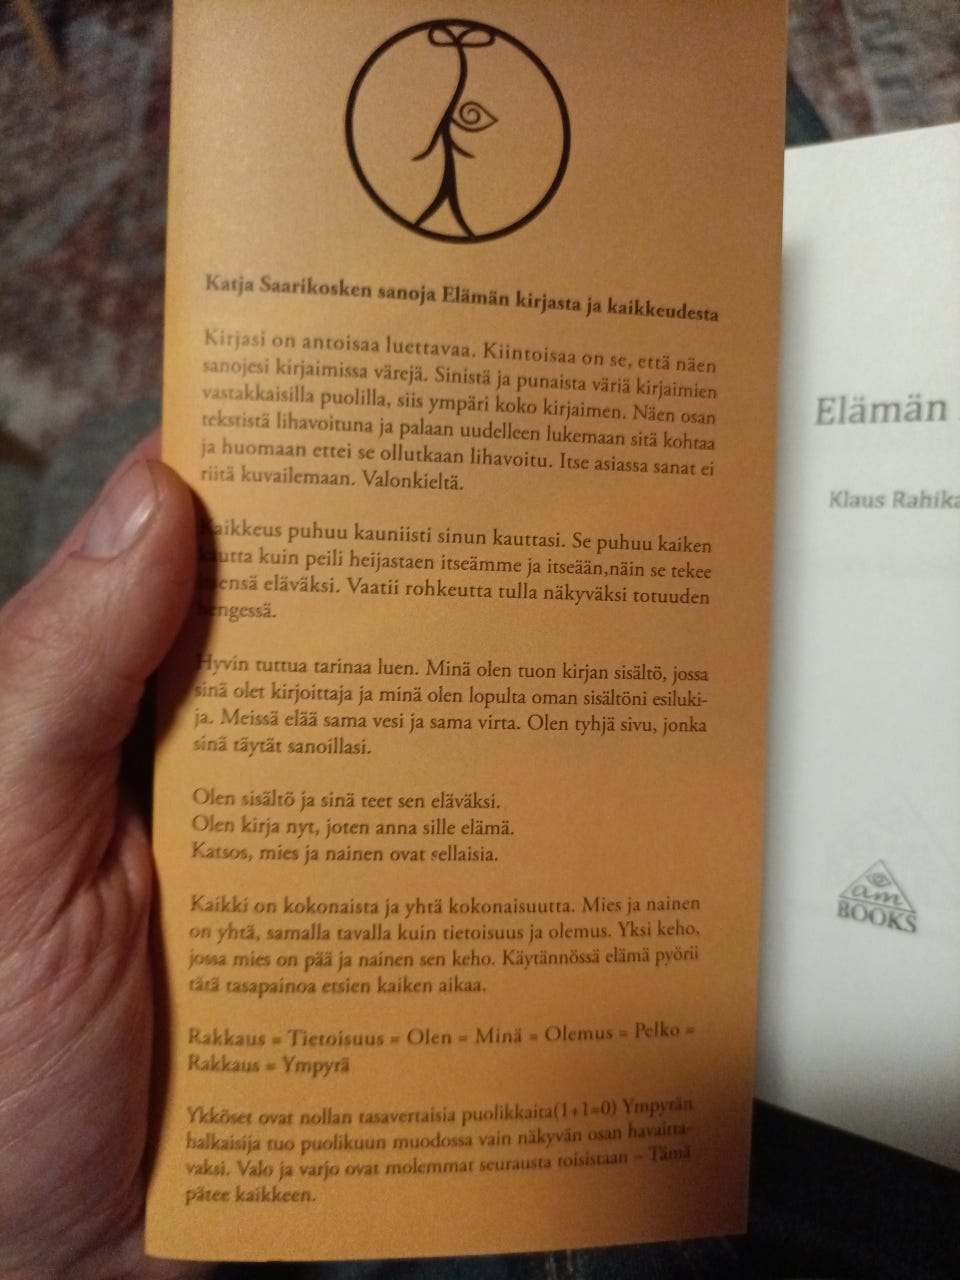 Katja Saarikosken sanoja Elämän kirjasta ja kaikkeudesta
Kirjasi on antoisaa luettavaa. Kiintoisaa on se, että näen
sanojesi kirjaimissa värejä. Sinistä ja punaista väriä kirjaimien
vastakkaisilla puolilla, siis ympäri koko kirjaimen. Näen osan
tekstistä lihavoituna ja palaan uudelleen lukemaan sitä kohtaa
ja huomaan ettei se ollutkaan lihavoitu. Itse asiassa sanat ei
riitä kuvailemaan. Valonkieltä.
Kaikkeus puhuu kauniisti sinun kauttasi. Se puhuu kaiken
kautta kuin peili heijastaen itseämme ja itseään,näin se tekee
itsensä eläväksi. Vaatii rohkeutta tulla näkyväksi totuuden
hengessä.
Hyvin tuttua tarinaa luen. Minä olen tuon kirjan sisältö, jossa
sinä olet kirjoittaja ja minä olen lopulta oman sisältöni esiluki-
ja. Meissä elää sama vesi ja sama virta. Olen tyhjä sivu, jonka
sinä täytät sanoillasi.
Olen sisältö ja sinä teet sen eläväksi.
Olen kirja nyt, joten anna sille elämä.
Katsos, mies ja nainen ovat sellaisia.
Kaikki on kokonaista ja yhtä kokonaisuutta. Mies ja nainen
on yhtä, samalla tavalla kuin tietoisuus ja olemus. Yksi keho,
jossa mies on pää ja nainen sen keho. Käytännössä elämä pyörii
tätä tasapainoa etsien kaiken aikaa.
Rakkaus = Tietoisuus = Olen = Minä = Olemus = Pelko =
Rakkaus = Ympyrä
Ykköset ovat nollan tasavertaisia puolikkaita(1+1=0) Ympyrän
halkaisija tuo puolikuun muodossa vain näkyvän osan havaitta-
vaksi. Valo ja varjo ovat molemmat seurausta toisistaan – Tämä
pätee kaikkeen.
Elämän
Klaus Rahika
am
BOOKS